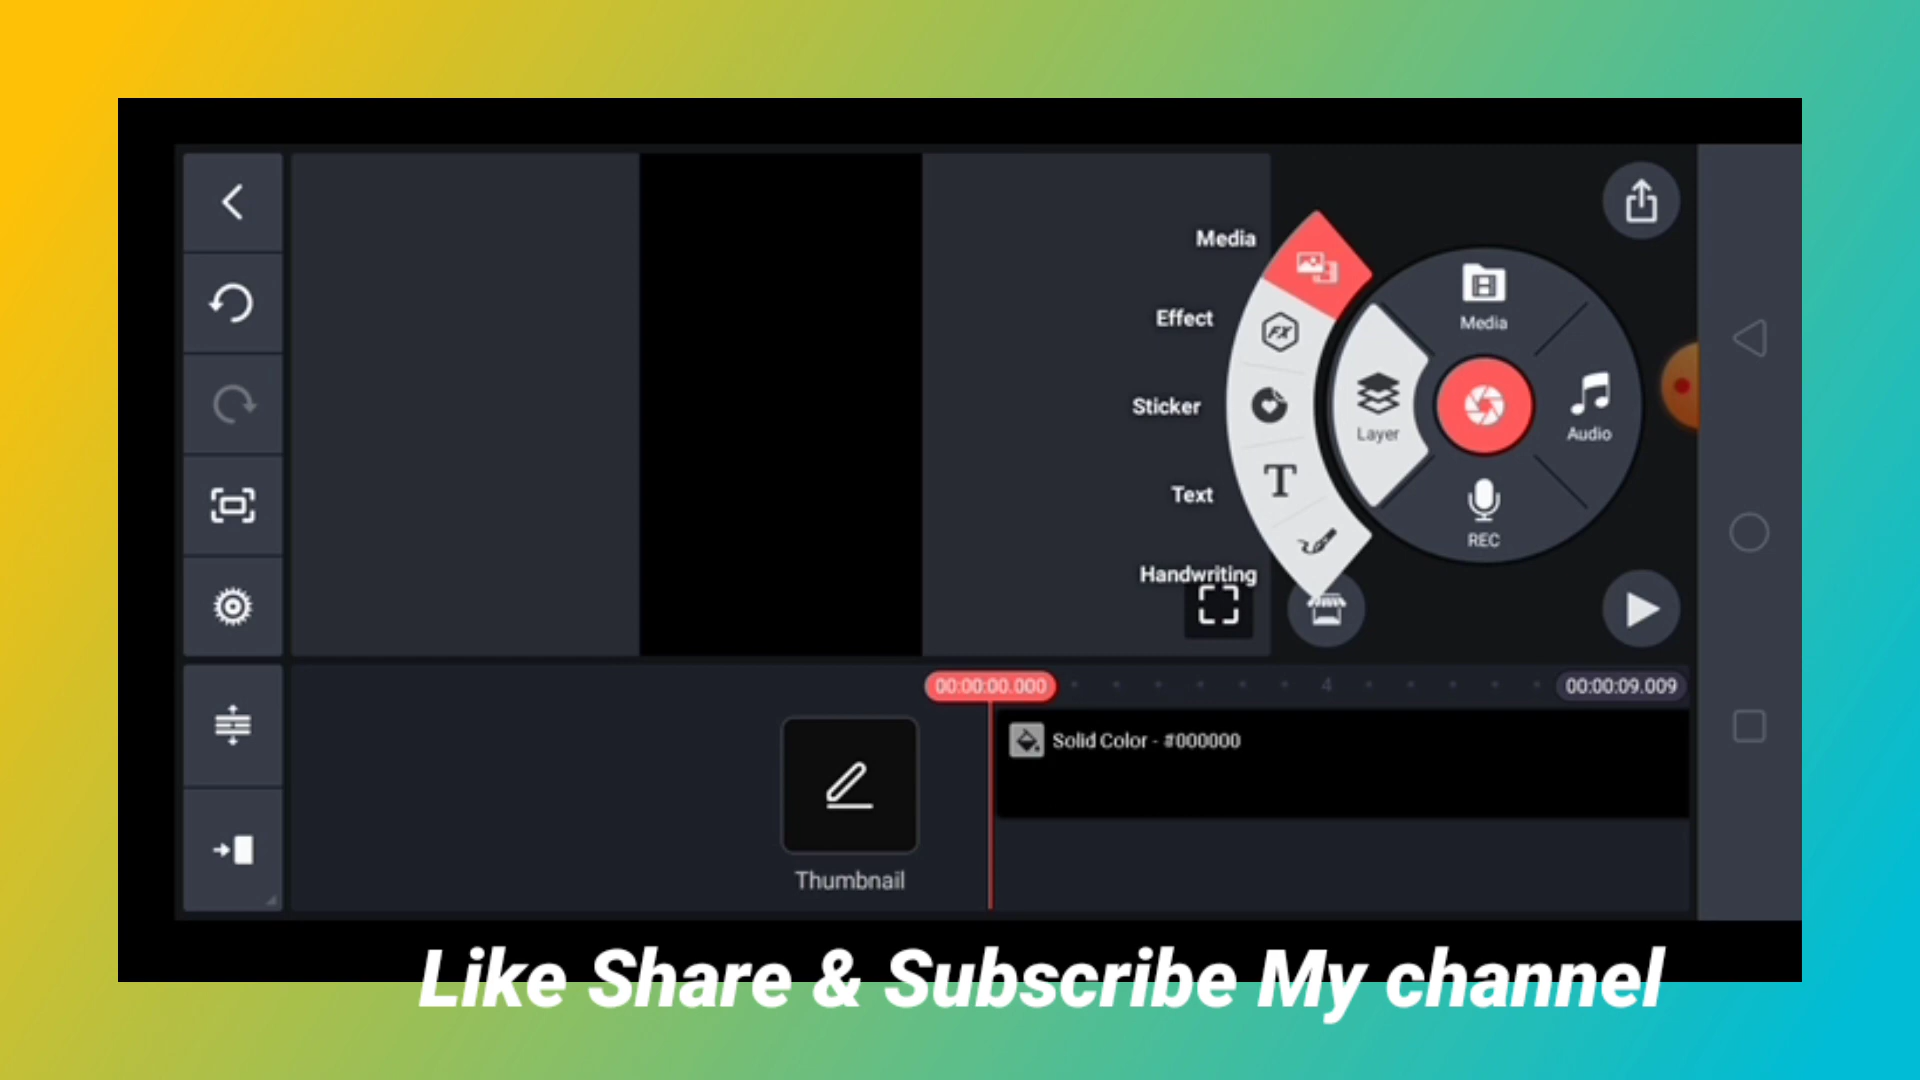 Media
Effect
Sticker
Text
Handwriting
Media
Layer
Audio
REC
00:00:00.000
4
00:00:09.009
Solid Color - #000000
Thumbnail
Like Share & Subscribe My channel